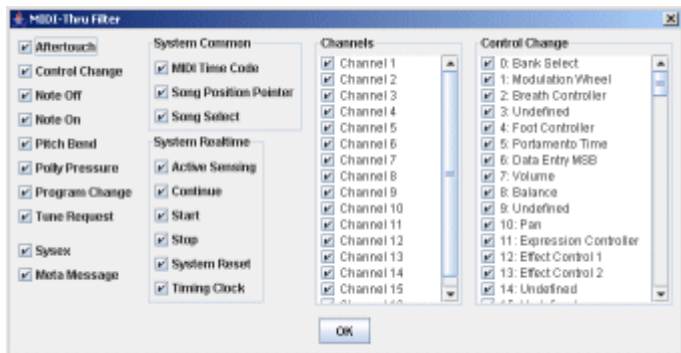 MIDI-Thru Filter
Aftertouch
Control Change
Note Off
Note On
Pitch Bend
Polly Pressure
Program Change
Tune Request
Sysex
Meta Message
System Common
MIDI Time Code
Song Position Pointer
Song Select
System Realtime
Active Sensing
Continue
Start
Stop
System Reset
Timing Clock
Channels
Channel 1
Channel 2
Channel 3
Channel 4
Channel 5
Channel 6
Channel 7
Channel 8
Channel 9
Channel 10
Channel 11
Channel 12
Channel 13
Channel 14
Channel 15
Control Change
0: Bank Select
1: Modulation Wheel
2: Breath Controller
3: Undefined
4: Foot Controller
5: Portamento Time
6: Data Entry MSB
7: Volume
8: Balance
9: Undefined
10: Pan
11: Expression Controller
12: Effect Control 1
13: Effect Control 2
14: Undefined
OK